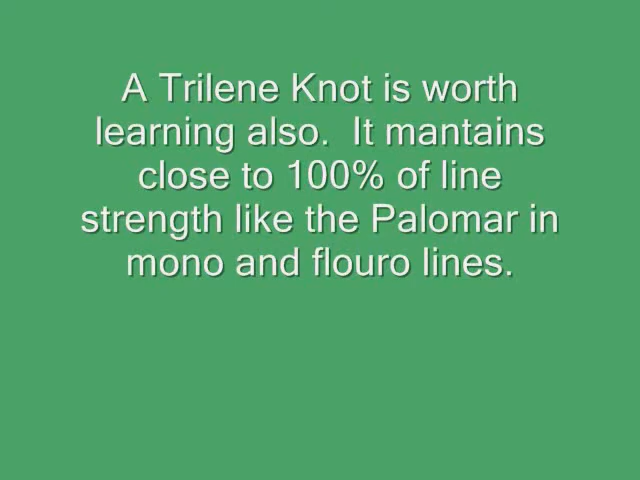 A Trilene Knot is worth
learning also.  It mantains
close to 100% of line
strength like the Palomar in
mono and flouro lines.